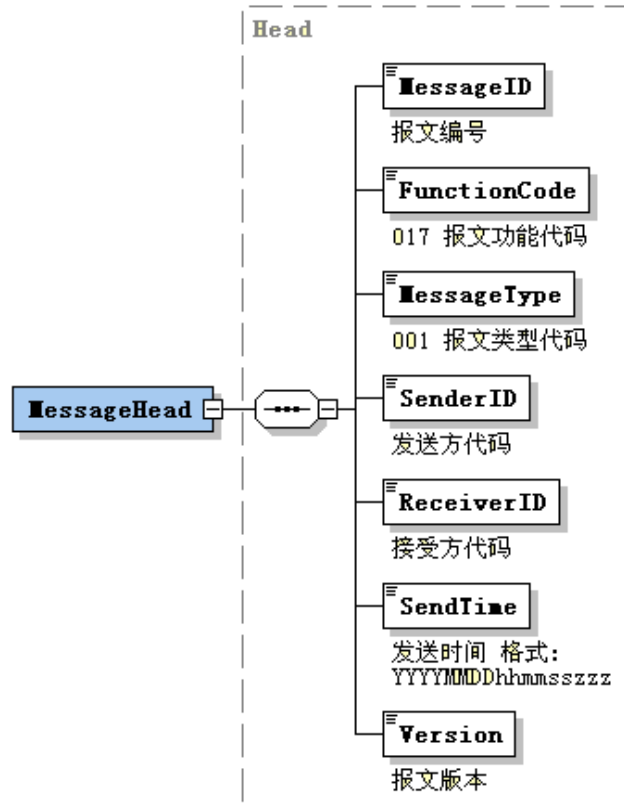 Head
MessageID
报文编号
FunctionCode
017 报文功能代码
MessageType
001 报文类型代码
MessageHead
SenderID
发送方代码
ReceiverID
接受方代码
SendTime
发送时间 格式:
YYYYMMDDhhmmsszzz
Version
报文版本